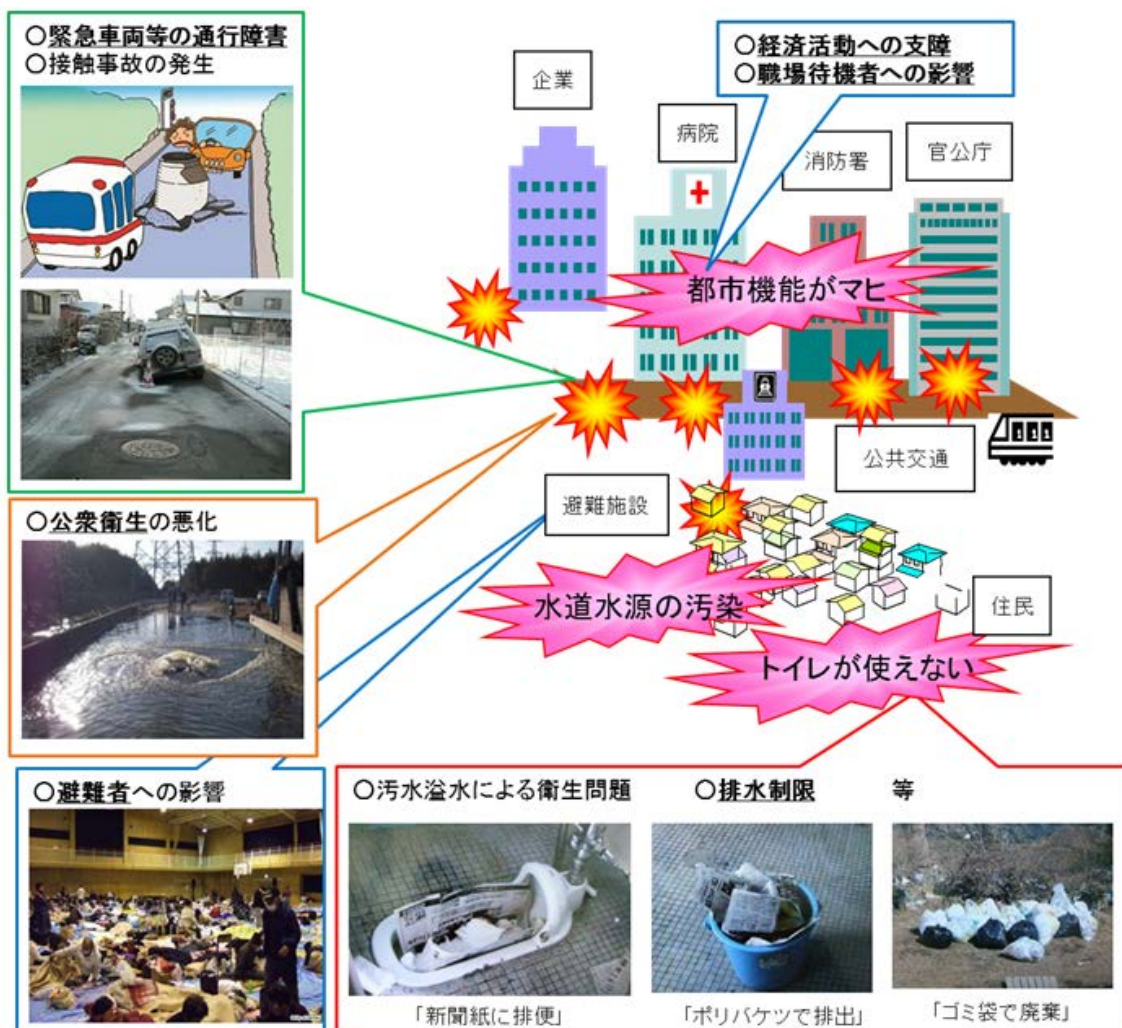 ○緊急車両等の通行障害
○接触事故の発生
○経済活動への支障
○職場待機者への影響
企業
病院
消防署
官公庁
都市機能がマヒ
公共交通
避難施設
○公衆衛生の悪化
水道水源の汚染
住民
トイレが使えない
○避難者への影響
○汚水溢水による衛生問題
○排水制限 等
「新聞紙に排便」
「ポリバケツで排出」
「ゴミ袋で廃棄」